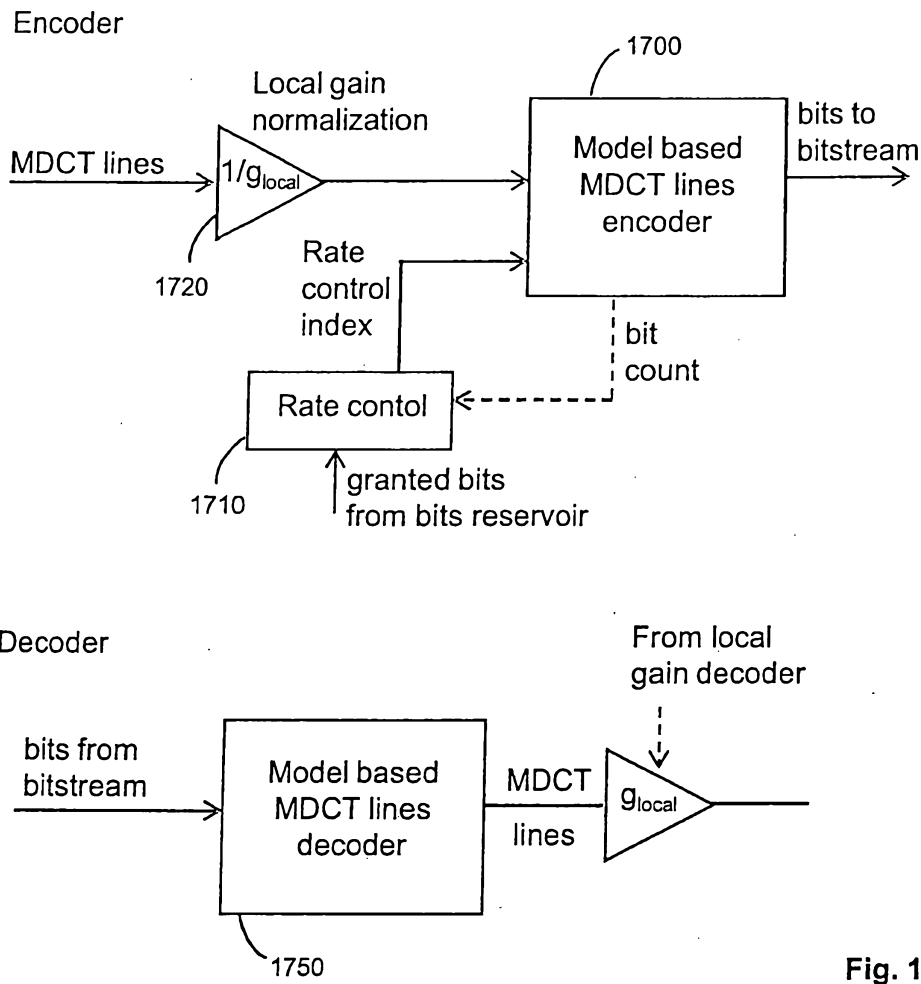 Encoder
1700
Local gain
normalization
bits to
bitstream
MDCT lines
1/glocal
Model based
MDCT lines
encoder
1720
Rate
control
index
bit
count
Rate contol
1710
granted bits
from bits reservoir
Decoder
From local
gain decoder
bits from
bitstream
Model based
MDCT lines
decoder
MDCT
lines
glocal
1750
Fig. 1